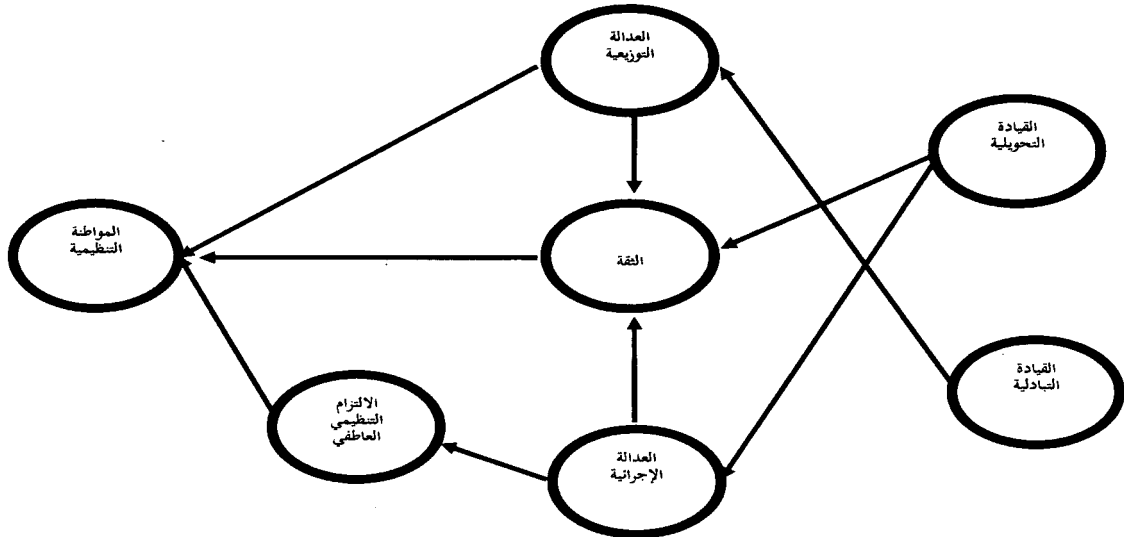 العدالة
التوزيعية
القيادة
التحويلية
المواطنة
التنظيمية
الثقة
القيادة
التبادلية
الالتزام
التنظيمي
العاطفي
العدالة
الإجرائية